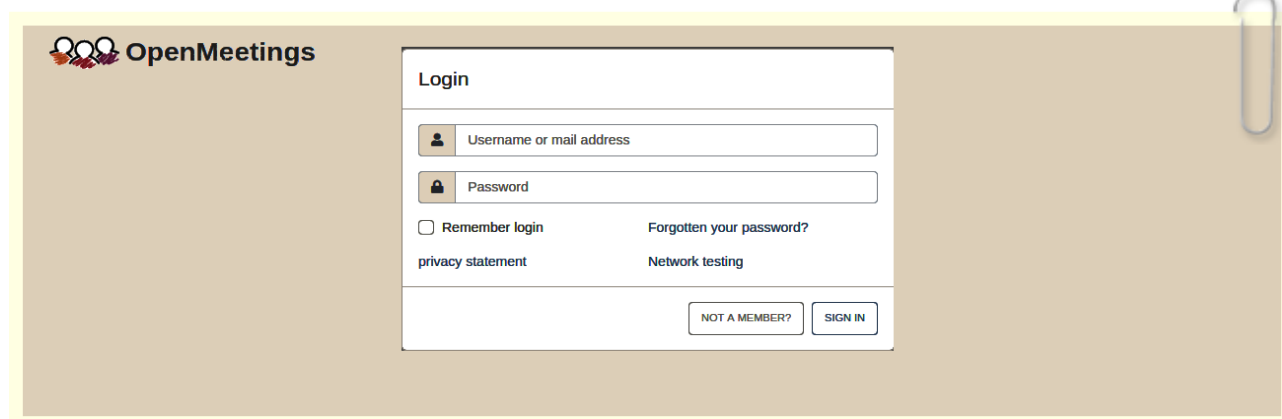 OpenMeetings
Login
Username or mail address
Password
Remember login Forgotten your password?
privacy statement Network testing
NOT A MEMBER? SIGN IN